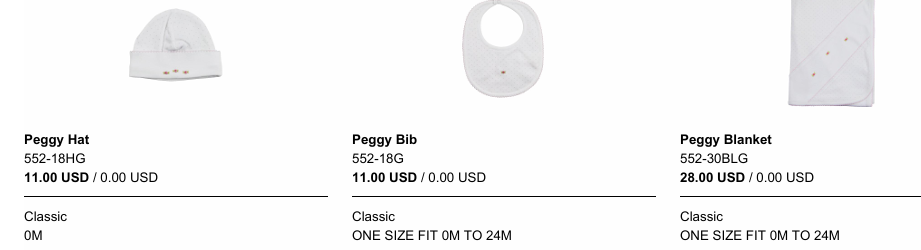 Peggy Hat
552-18HG
11.00 USD / 0.00 USD
Classic
0M
Peggy Bib
552-18G
11.00 USD / 0.00 USD
Classic
ONE SIZE FIT 0M TO 24M
Peggy Blanket
552-30BLG
28.00 USD / 0.00 USD
Classic
ONE SIZE FIT 0M TO 24M